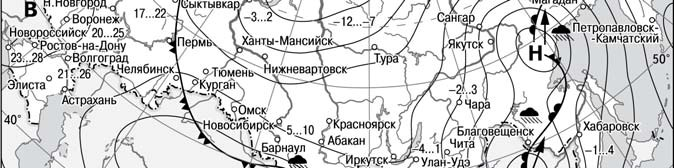 Н.Новгород
Сыктывкар
Магадан
В
Воронеж
17...22
–3...2
–12...–7
Сангар
Новороссийск
20...25
Петропавловск-
Камчатский
Ростов-на-Дону
Пермь
Ханты-Мансийск
Якутск
Н
23...28
Волгоград
Тура
50°
Элиста
21...26
Челябинск
Тюмень
Нижневартовск
Курган
–2...3
Астрахань
Омск
Чара
40°
Новосибирск
5...10
Красноярск
Благовещенск
Хабаровск
Барнаул
Абакан
–4...1
Чита
–1...4
Иркутск
Улан-Удэ